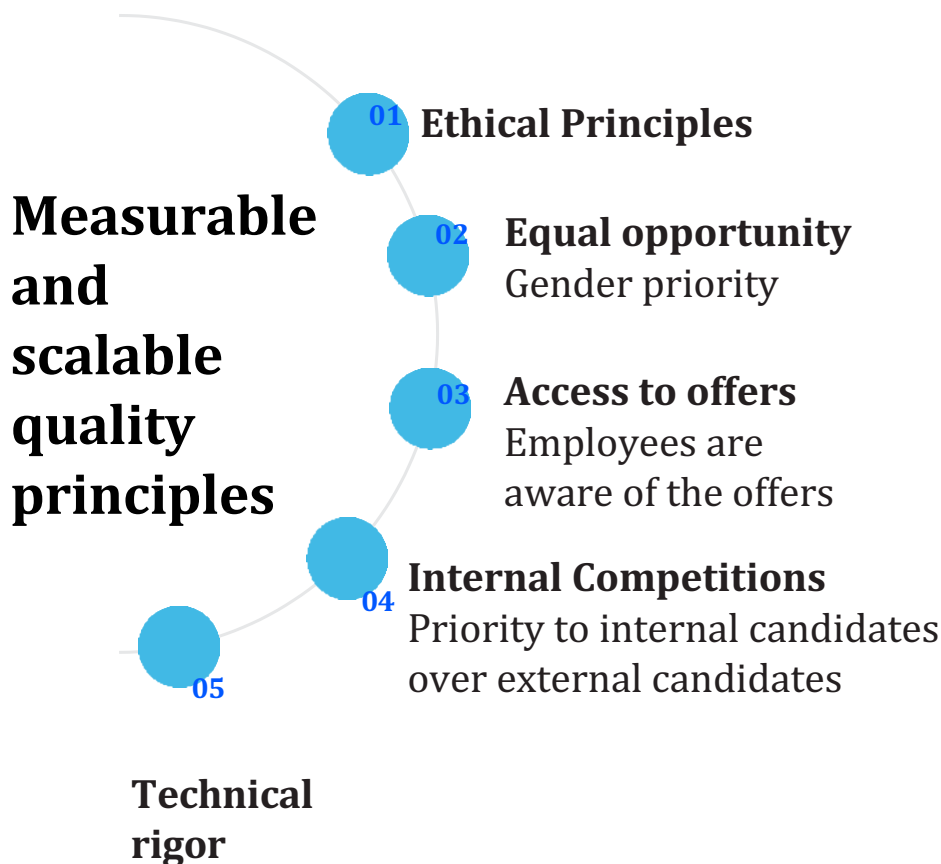 Measurable
and
scalable
quality
principles
01
Ethical Principles
02
Equal opportunity
Gender priority
03
Access to offers
Employees are
aware of the offers
04
Internal Competitions
Priority to internal candidates
over external candidates
05
Technical
rigor